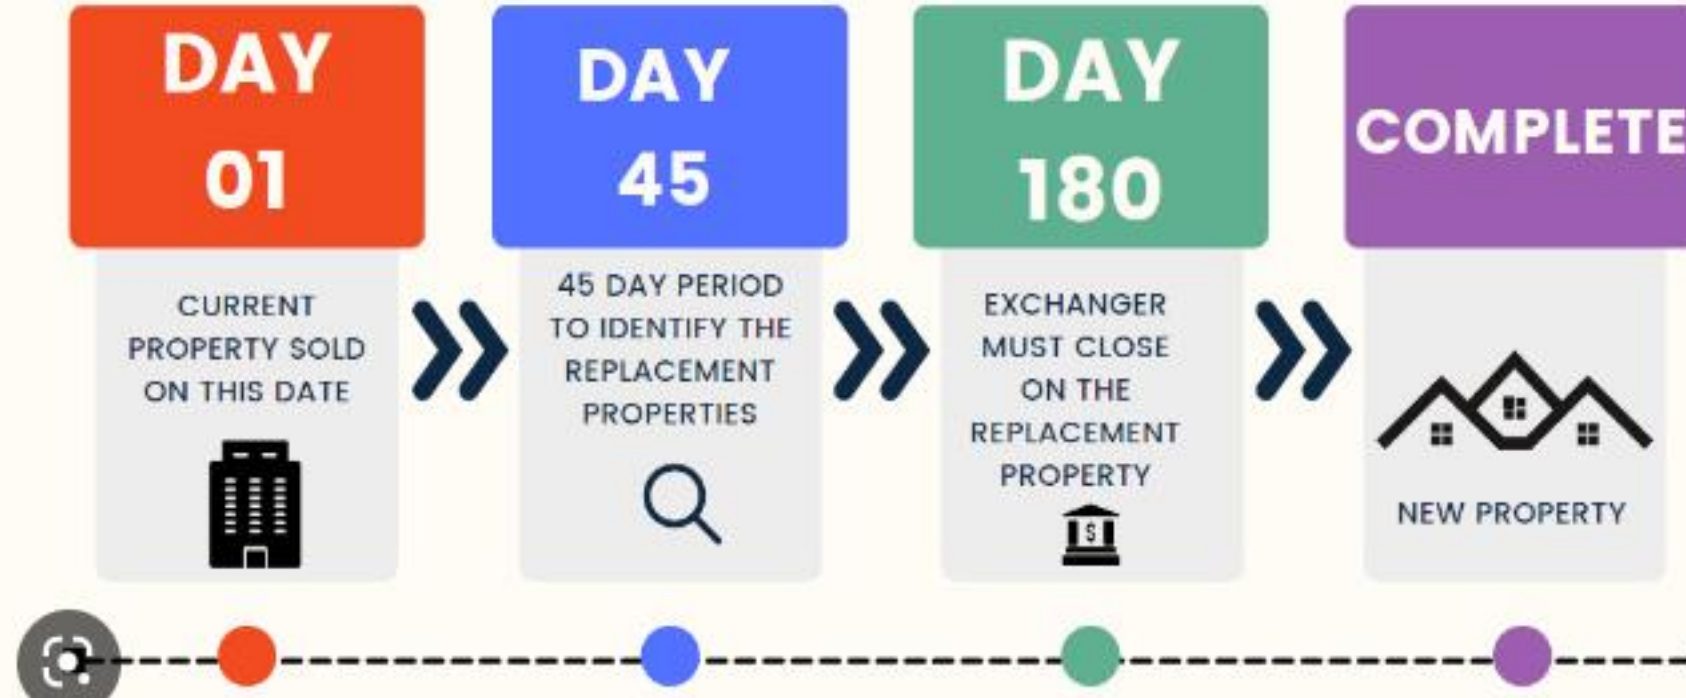 DAY
01
CURRENT
PROPERTY SOLD
ON THIS DATE
DAY
45
45 DAY PERIOD
TO IDENTIFY THE
REPLACEMENT
PROPERTIES
DAY
180
EXCHANGER
MUST CLOSE
ON THE
REPLACEMENT
PROPERTY
$
COMPLETE
NEW PROPERTY